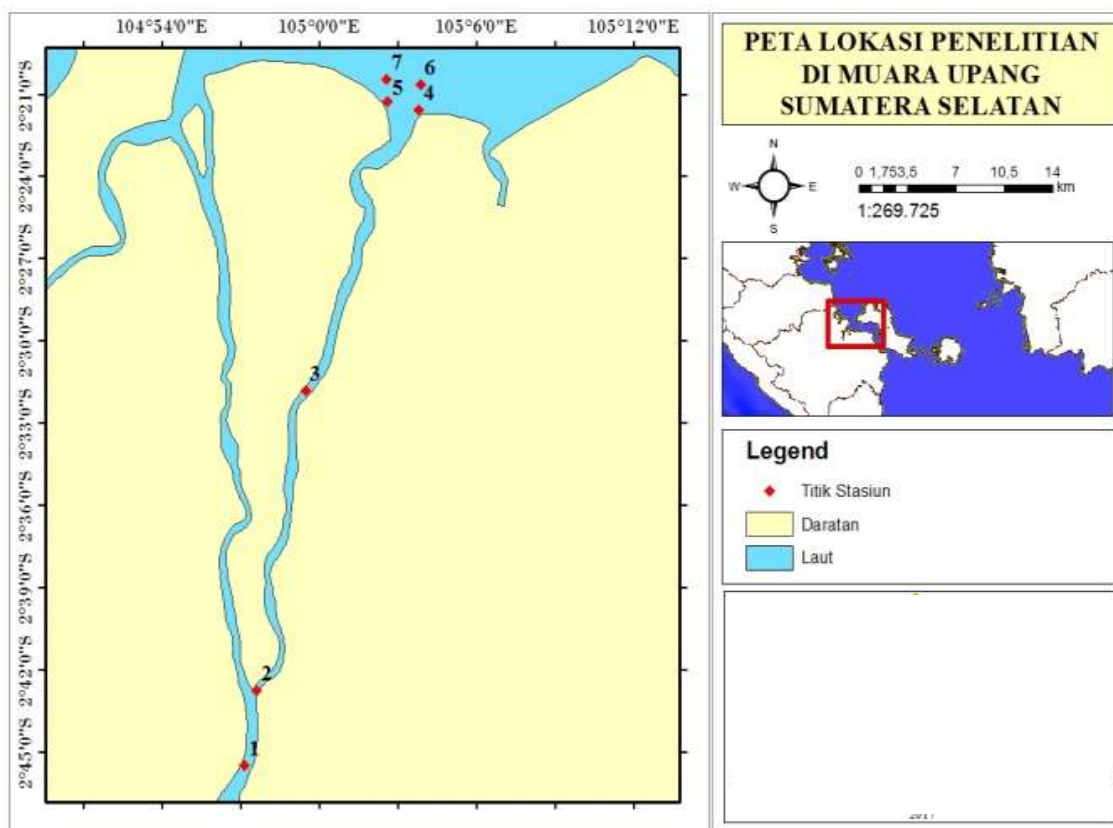 104°54'0"E 105°0'0"E 105°6'0"E 105°12'0"E
2°21'0"S
2°24'0"S
2°27'0"S
2°30'0"S
2°33'0"S
2°36'0"S
2°39'0"S
2°42'0"S
2°45'0"S
7
6
5
4
3
2
1
PETA LOKASI PENELITIAN
DI MUARA UPANG
SUMATERA SELATAN
N
W E
S
0 1,753,5 7 10,5 14
km
1:269.725
Legend
Titik Stasiun
Daratan
Laut